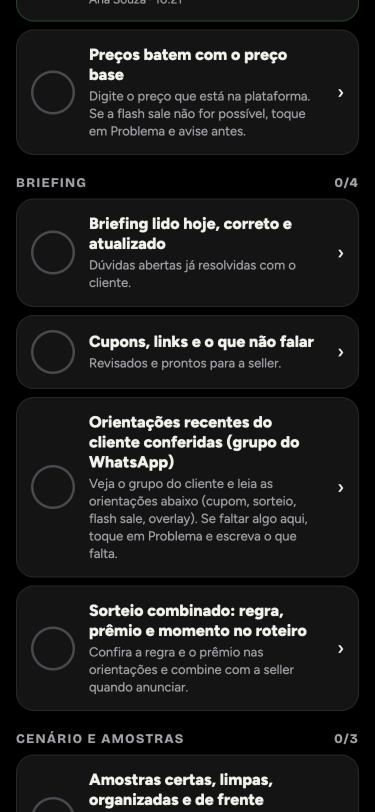 Ana Souza · 10:21
Preços batem com o preço
base
Digite o preço que está na plataforma.
Se a flash sale não for possível, toque
em Problema e avise antes.
BRIEFING 0/4
Briefing lido hoje, correto e
atualizado
Dúvidas abertas já resolvidas com o
cliente.
Cupons, links e o que não falar
Revisados e prontos para a seller.
Orientações recentes do
cliente conferidas (grupo do
WhatsApp)
Veja o grupo do cliente e leia as
orientações abaixo (cupom, sorteio,
flash sale, overlay). Se faltar algo aqui,
toque em Problema e escreva o que
falta.
Sorteio combinado: regra,
prêmio e momento no roteiro
Confira a regra e o prêmio nas
orientações e combine com a seller
quando anunciar.
CENÁRIO E AMOSTRAS 0/3
Amostras certas, limpas,
organizadas e de frente